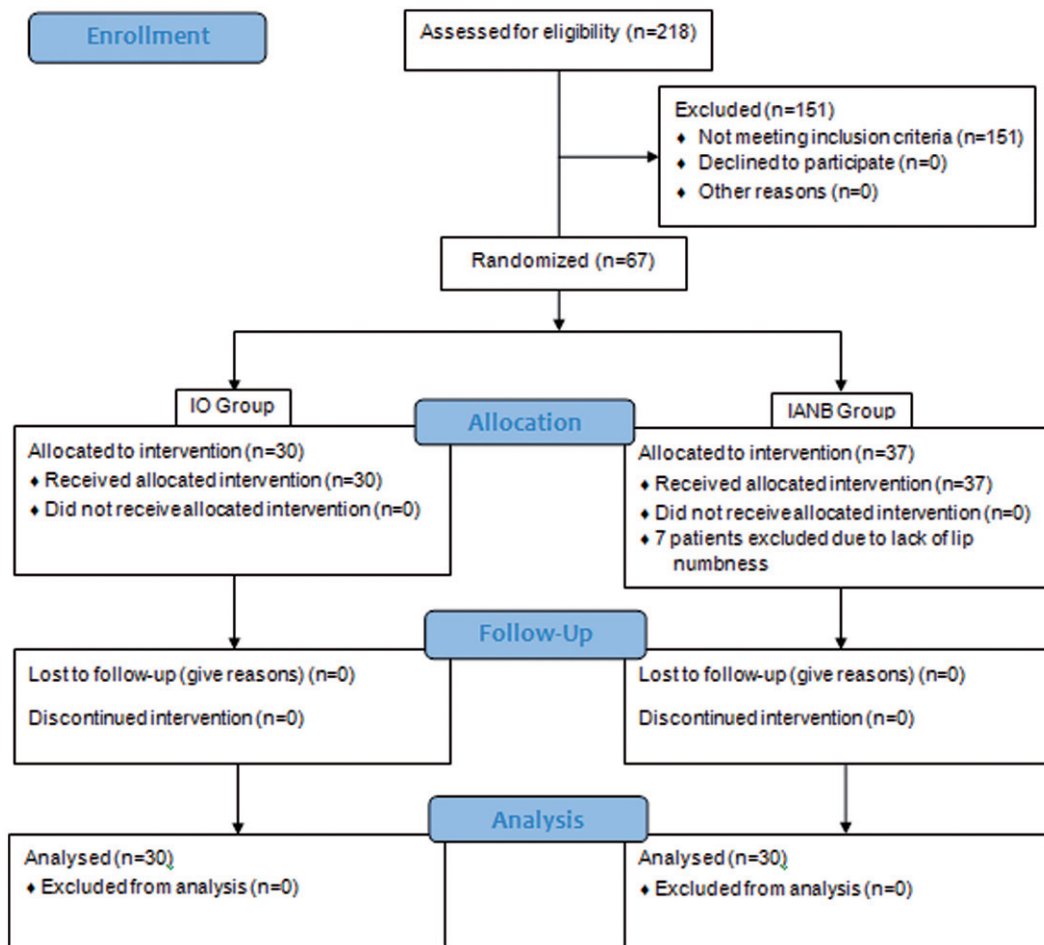 Enrollment
Assessed for eligibility (n=218)
Excluded (n=151)
♦ Not meeting inclusion criteria (n=151)
♦ Declined to participate (n=0)
♦ Other reasons (n=0)
Randomized (n=67)
IO Group
Allocation
IANB Group
Allocated to intervention (n=30)
♦ Received allocated intervention (n=30)
♦ Did not receive allocated intervention (n=0)
Allocated to intervention (n=37)
♦ Received allocated intervention (n=37)
♦ Did not receive allocated intervention (n=0)
♦ 7 patients excluded due to lack of lip
numbness
Follow-Up
Lost to follow-up (give reasons) (n=0)
Discontinued intervention (n=0)
Lost to follow-up (give reasons) (n=0)
Discontinued intervention (n=0)
Analysis
Analysed (n=30)
♦ Excluded from analysis (n=0)
Analysed (n=30)
♦ Excluded from analysis (n=0)